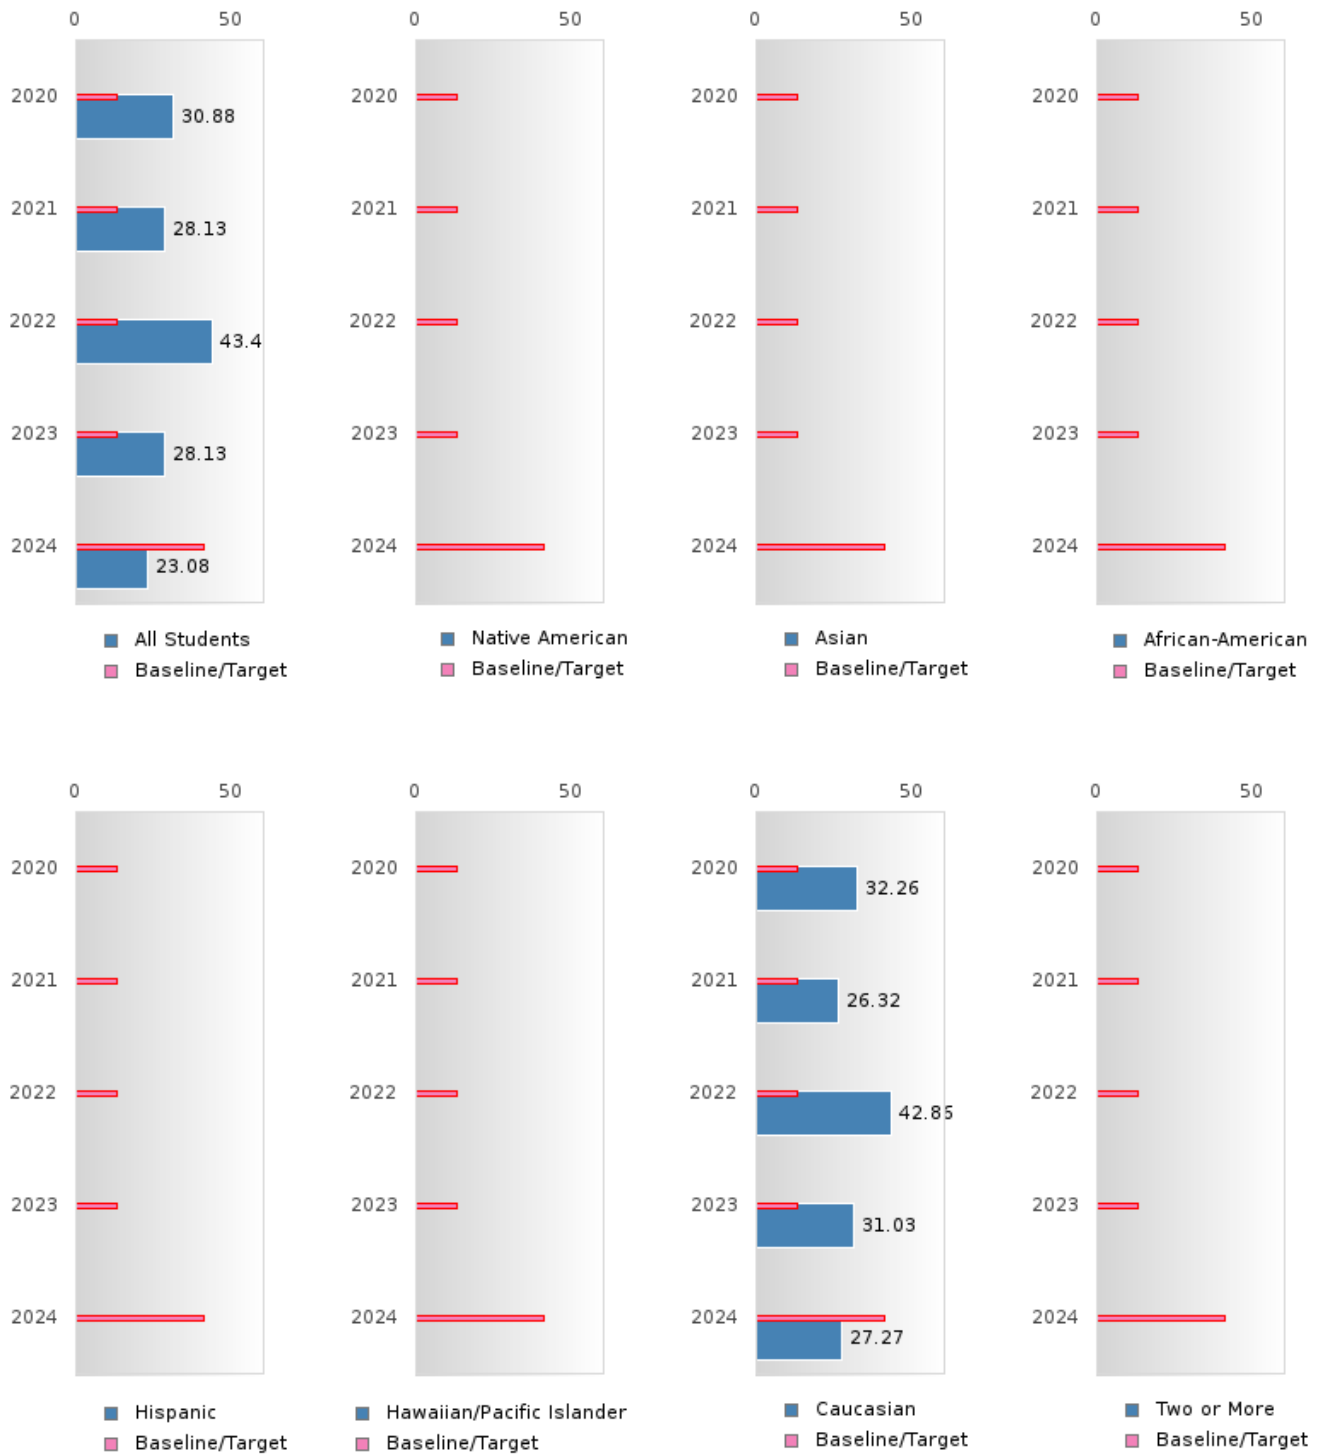 0 50 0 50 0 50 0 50
2020 30.88 2020 2020 2020
2021 28.13 2021 2021 2021
2022 43.4 2022 2022 2022
2023 28.13 2023 2023 2023
2024 23.08 2024 2024 2024
All Students Native American Asian African-American
Baseline/Target Baseline/Target Baseline/Target Baseline/Target
0 50 0 50 0 50 0 50
2020 2020 2020 32.26 2020
2021 2021 2021 26.32 2021
2022 2022 2022 42.86 2022
2023 2023 2023 31.03 2023
2024 2024 2024 27.27 2024
Hispanic Hawaiian/Pacific Islander Caucasian Two or More
Baseline/Target Baseline/Target Baseline/Target Baseline/Target